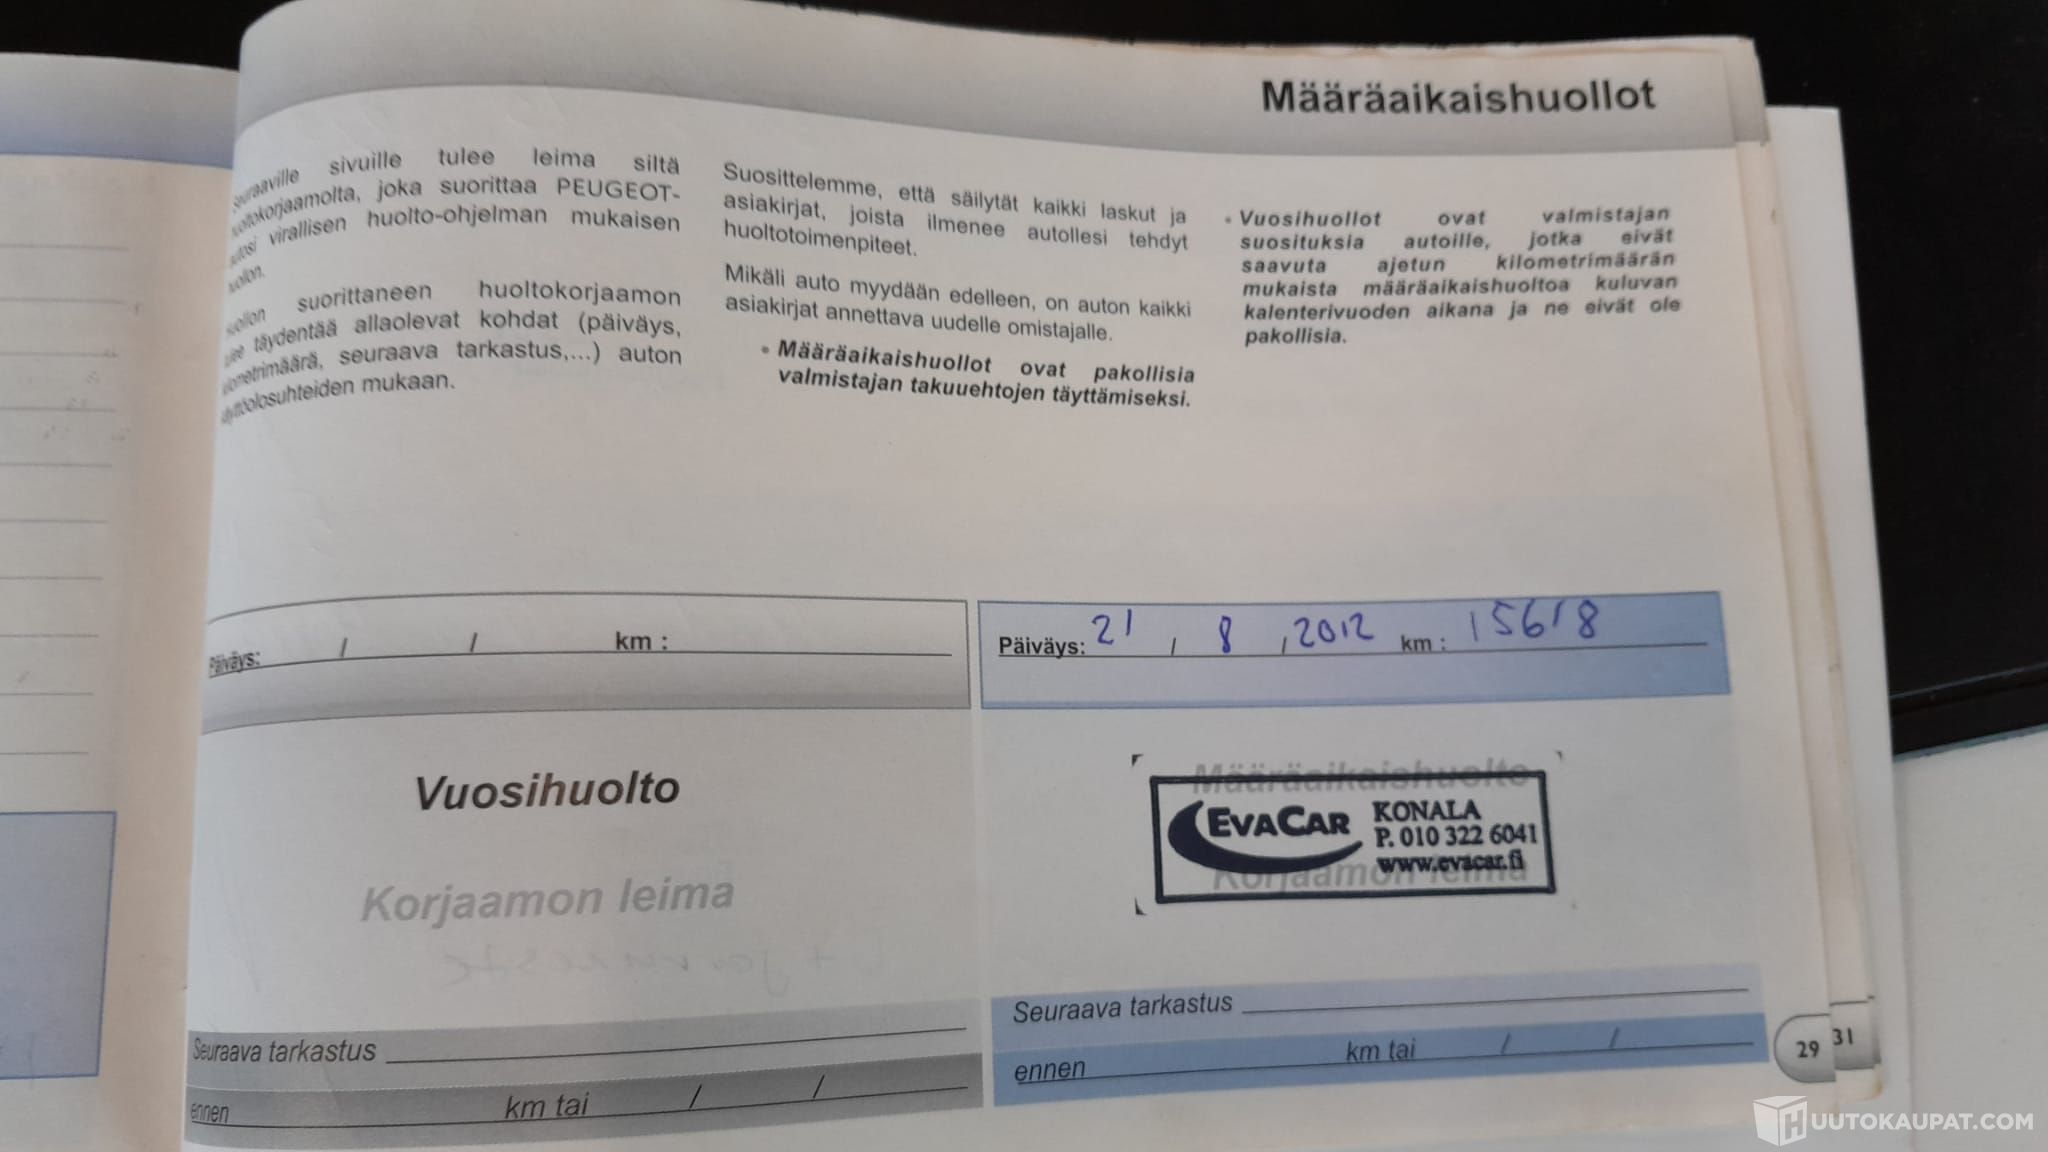 Määräaikaishuollot
sivuille tulee leima siltä
joka suorittaa PEUGEOT-
virallisen huolto-ohjelman mukaisen
huollon.
suorittaneen huoltokorjaamon
tulee täydentää allaolevat kohdat (päiväys,
kilometrimäärä, seuraava tarkastus,...) auton
käyttöolosuhteiden mukaan.
Suosittelemme, että säilytät kaikki laskut ja
asiakirjat, joista ilmenee autollesi tehdyt
huoltotoimenpiteet.
Mikäli auto myydään edelleen, on auton kaikki
asiakirjat annettava uudelle omistajalle.
• Määräaikaishuollot ovat pakollisia
valmistajan takuuehtojen täyttämiseksi.
• Vuosihuollot ovat valmistajan
suosituksia autoille, jotka eivät
saavuta ajetun kilometrimäärän
mukaista määräaikaishuoltoa kuluvan
kalenterivuoden aikana ja ne eivät ole
pakollisia.
Päiväys: / / km :
Vuosihuolto
Korjaamon leima
Seuraava tarkastus
ennen km tai / /
Päiväys: 21 / 8 / 2012 km : 15618
Määräaikaishuolto
EVACAR KONALA
P. 010 322 6041
www.evacar.fi
Korjaamon leima
Seuraava tarkastus
ennen km tai / /
29
31
HUUTOKAUPAT.COM